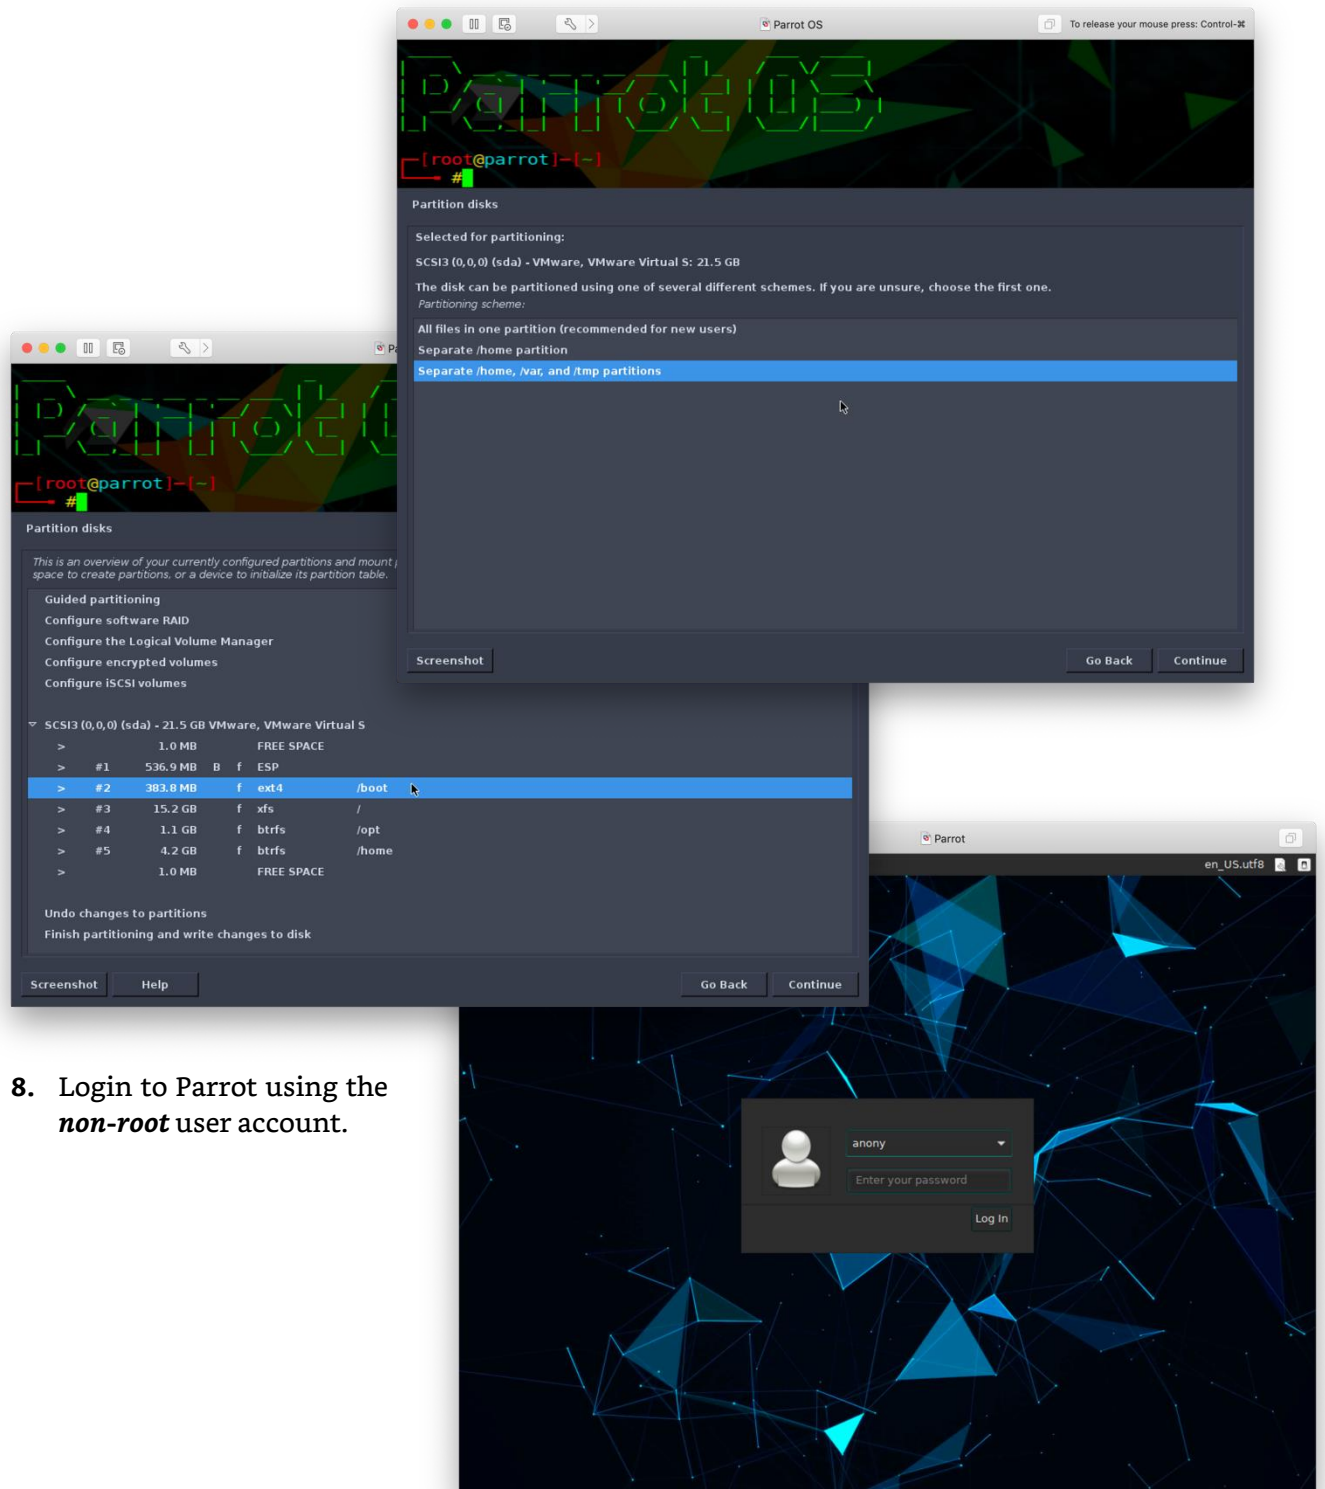 Parrot OS
To release your mouse press: Control-⌘
Parrot OS
[root@parrot]-[~]
#
Partition disks
Selected for partitioning:
SCSI3 (0,0,0) (sda) - VMware, VMware Virtual S: 21.5 GB
The disk can be partitioned using one of several different schemes. If you are unsure, choose the first one.
Partitioning scheme:
All files in one partition (recommended for new users)
Separate /home partition
Separate /home, /var, and /tmp partitions
Screenshot
Go Back
Continue
[root@parrot]-[~]
#
Partition disks
This is an overview of your currently configured partitions and mount
space to create partitions, or a device to initialize its partition table.
Guided partitioning
Configure software RAID
Configure the Logical Volume Manager
Configure encrypted volumes
Configure iSCSI volumes
SCSI3 (0,0,0) (sda) - 21.5 GB VMware, VMware Virtual S
> 1.0 MB FREE SPACE
> #1 536.9 MB B f ESP
> #2 383.8 MB f ext4 /boot
> #3 15.2 GB f xfs /
> #4 1.1 GB f btrfs /opt
> #5 4.2 GB f btrfs /home
> 1.0 MB FREE SPACE
Undo changes to partitions
Finish partitioning and write changes to disk
Screenshot
Help
Go Back
Continue
Parrot
en_US.utf8
anony
Enter your password
Log In
8. Login to Parrot using the
non-root user account.